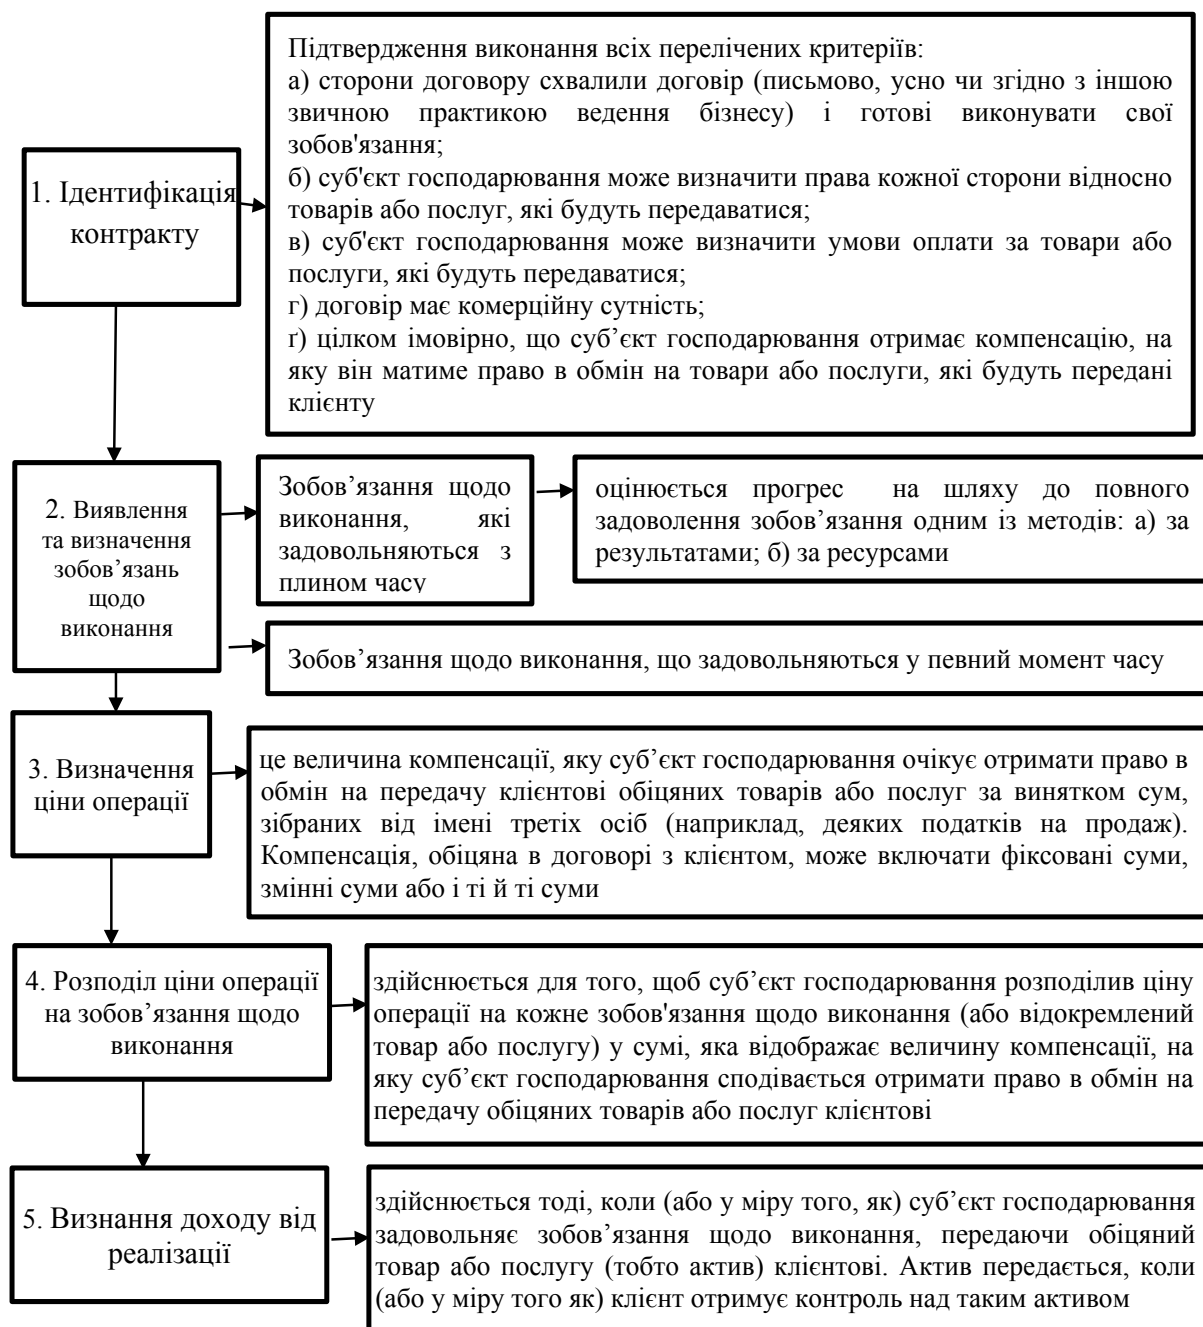 Підтвердження виконання всіх перелічених критеріїв:
а) сторони договору схвалили договір (письмово, усно чи згідно з іншою
звичною практикою ведення бізнесу) і готові виконувати свої
зобов'язання;
б) суб'єкт господарювання може визначити права кожної сторони відносно
товарів або послуг, які будуть передаватися;
в) суб'єкт господарювання може визначити умови оплати за товари або
послуги, які будуть передаватися;
г) договір має комерційну сутність;
ґ) цілком імовірно, що суб’єкт господарювання отримає компенсацію, на
яку він матиме право в обмін на товари або послуги, які будуть передані
клієнту
1. Ідентифікація
контракту
2. Виявлення
та визначення
зобов’язань
щодо
виконання
Зобов’язання щодо
виконання, які
задовольняються з
плином часу
оцінюється прогрес на шляху до повного
задоволення зобов’язання одним із методів: а) за
результатами; б) за ресурсами
Зобов’язання щодо виконання, що задовольняються у певний момент часу
3. Визначення
ціни операції
це величина компенсації, яку суб’єкт господарювання очікує отримати право в
обмін на передачу клієнтові обіцяних товарів або послуг за винятком сум,
зібраних від імені третіх осіб (наприклад, деяких податків на продаж).
Компенсація, обіцяна в договорі з клієнтом, може включати фіксовані суми,
змінні суми або і ті й ті суми
4. Розподіл ціни операції
на зобов’язання щодо
виконання
здійснюється для того, щоб суб’єкт господарювання розподілив ціну
операції на кожне зобов'язання щодо виконання (або відокремлений
товар або послугу) у сумі, яка відображає величину компенсації, на
яку суб’єкт господарювання сподівається отримати право в обмін на
передачу обіцяних товарів або послуг клієнтові
5. Визнання доходу від
реалізації
здійснюється тоді, коли (або у міру того, як) суб’єкт господарювання
задовольняє зобов’язання щодо виконання, передаючи обіцяний
товар або послугу (тобто актив) клієнтові. Актив передається, коли
(або у міру того як) клієнт отримує контроль над таким активом